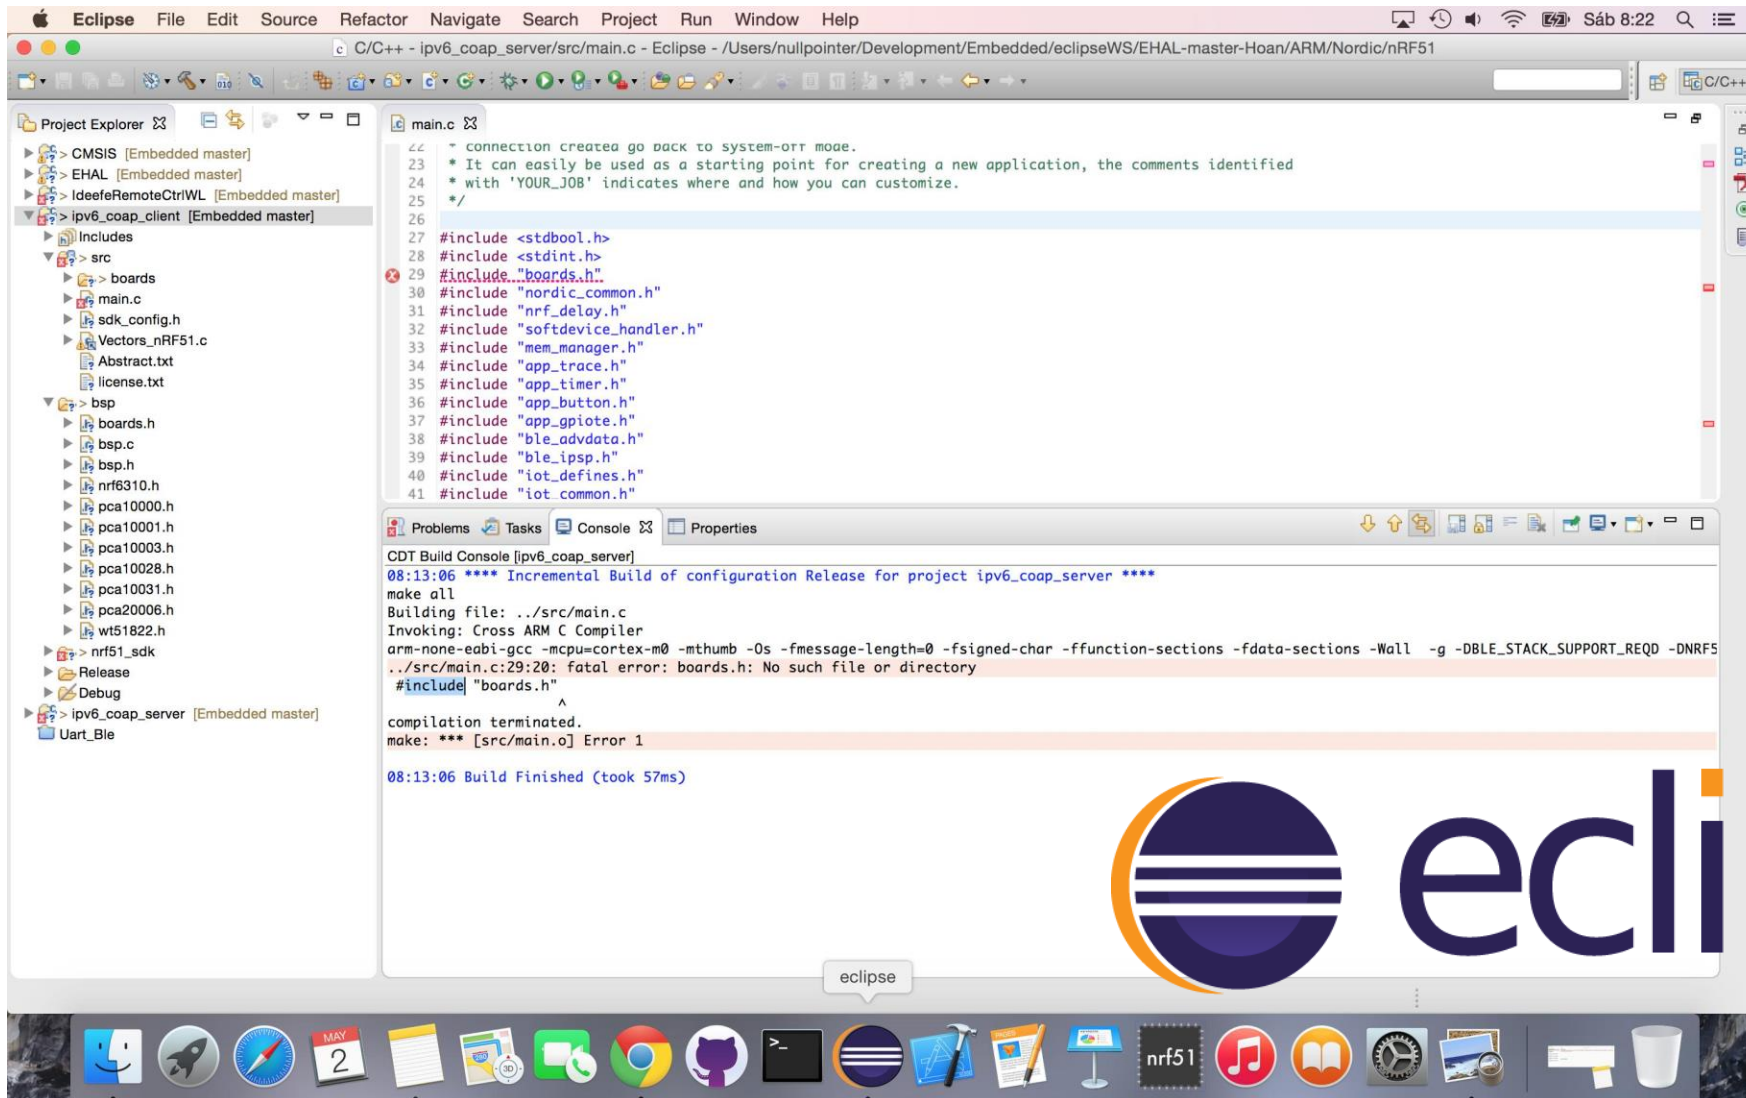 Eclipse File Edit Source Refactor Navigate Search Project Run Window Help Sáb 8:22
C/C++ - ipv6_coap_server/src/main.c - Eclipse - /Users/nullpointer/Development/Embedded/eclipseWS/EHAL-master-Hoan/ARM/Nordic/nRF51
C/C++
Project Explorer
> CMSIS [Embedded master]
> EHAL [Embedded master]
> IdeefeRemoteCtrlWL [Embedded master]
> ipv6_coap_client [Embedded master]
Includes
> src
> boards
main.c
sdk_config.h
Vectors_nRF51.c
Abstract.txt
license.txt
> bsp
boards.h
bsp.c
bsp.h
nrf6310.h
pca10000.h
pca10001.h
pca10003.h
pca10028.h
pca10031.h
pca20006.h
wt51822.h
> nrf51_sdk
Release
Debug
> ipv6_coap_server [Embedded master]
Uart_Ble
main.c
22 * connection created go back to system-off mode.
23 * It can easily be used as a starting point for creating a new application, the comments identified
24 * with 'YOUR_JOB' indicates where and how you can customize.
25 */
26
27 #include <stdbool.h>
28 #include <stdint.h>
29 #include "boards.h"
30 #include "nordic_common.h"
31 #include "nrf_delay.h"
32 #include "softdevice_handler.h"
33 #include "mem_manager.h"
34 #include "app_trace.h"
35 #include "app_timer.h"
36 #include "app_button.h"
37 #include "app_gpiote.h"
38 #include "ble_advdata.h"
39 #include "ble_ipsp.h"
40 #include "iot_defines.h"
41 #include "iot_common.h"
Problems Tasks Console Properties
CDT Build Console [ipv6_coap_server]
08:13:06 **** Incremental Build of configuration Release for project ipv6_coap_server ****
make all
Building file: ../src/main.c
Invoking: Cross ARM C Compiler
arm-none-eabi-gcc -mcpu=cortex-m0 -mthumb -Os -fmessage-length=0 -fsigned-char -ffunction-sections -fdata-sections -Wall -g -DBLE_STACK_SUPPORT_REQD -DNRF5
../src/main.c:29:20: fatal error: boards.h: No such file or directory
#include "boards.h"
^
compilation terminated.
make: *** [src/main.o] Error 1
08:13:06 Build Finished (took 57ms)
ecli
eclipse
MAY
2
280
3D
>_
PAGES
nrf51